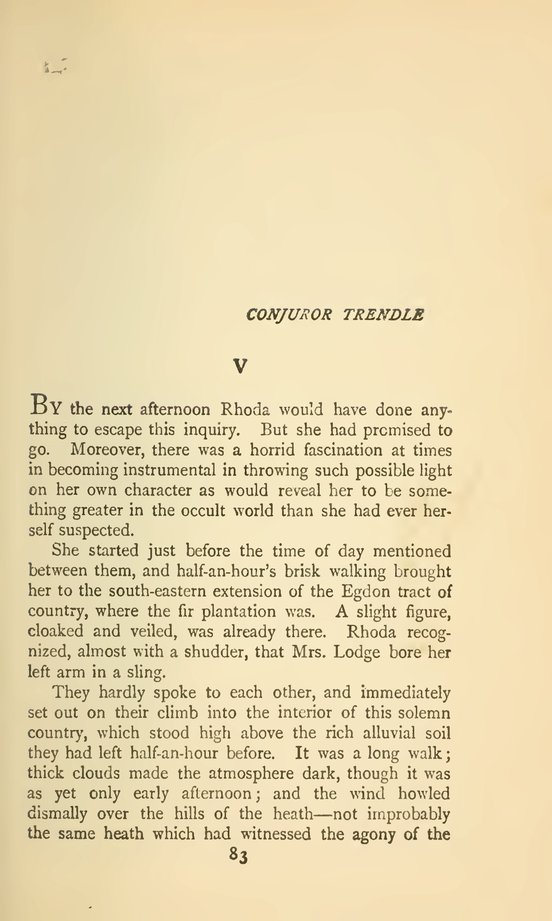 CONJUROR TRENDLE
V
BY the next afternoon Rhoda would have done any-
thing to escape this inquiry. But she had promised to
go. Moreover, there was a horrid fascination at times
in becoming instrumental in throwing such possible light
on her own character as would reveal her to be some-
thing greater in the occult world than she had ever her-
self suspected.
She started just before the time of day mentioned
between them, and half-an-hour's brisk walking brought
her to the south-eastern extension of the Egdon tract of
country, where the fir plantation was. A slight figure,
cloaked and veiled, was already there. Rhoda recog-
nized, almost with a shudder, that Mrs. Lodge bore her
left arm in a sling.
They hardly spoke to each other, and immediately
set out on their climb into the interior of this solemn
country, which stood high above the rich alluvial soil
they had left half-an-hour before. It was a long walk;
thick clouds made the atmosphere dark, though it was
as yet only early afternoon; and the wind howled
dismally over the hills of the heath—not improbably
the same heath which had witnessed the agony of the
83